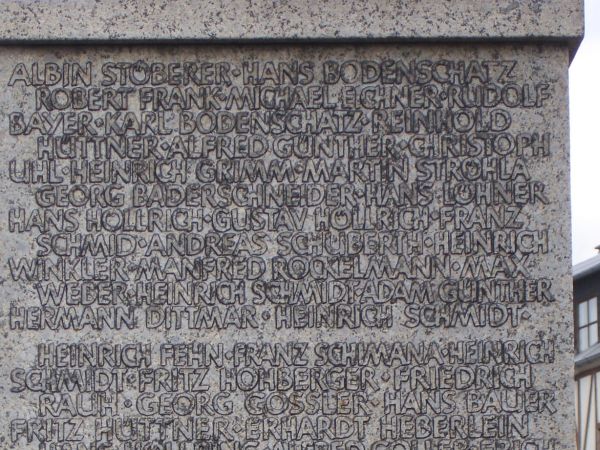 ALBIN STÖBERER·HANS BODENSCHATZ
ROBERT FRANK·MICHAEL EICHNER·RUDOLF
BAYER·KARL BODENSCHATZ·REINHOLD
HÜTTNER·ALFRED GÜNTHER·CHRISTOPH
UHL·HEINRICH GRIMM·MARTIN STROHLA
GEORG BADERSCHNEIDER·HANS LÖHNER
HANS HOLLRICH·GUSTAV HOLLRICH·FRANZ
SCHMID·ANDREAS SCHUBERTH·HEINRICH
WINKLER·MANFRED ROCKELMANN·MAX
WEBER·HEINRICH SCHMIDT·ADAM GÜNTHER
HERMANN DITTMAR·HEINRICH SCHMIDT·
HEINRICH FEHN·FRANZ SCHMANA·HEINRICH
SCHMIDT·FRITZ HOHBERGER·FRIEDRICH
RAUH·GEORG GOSSLER·HANS BAUER
FRITZ HÜTTNER·ERHARDT HEBERLEIN